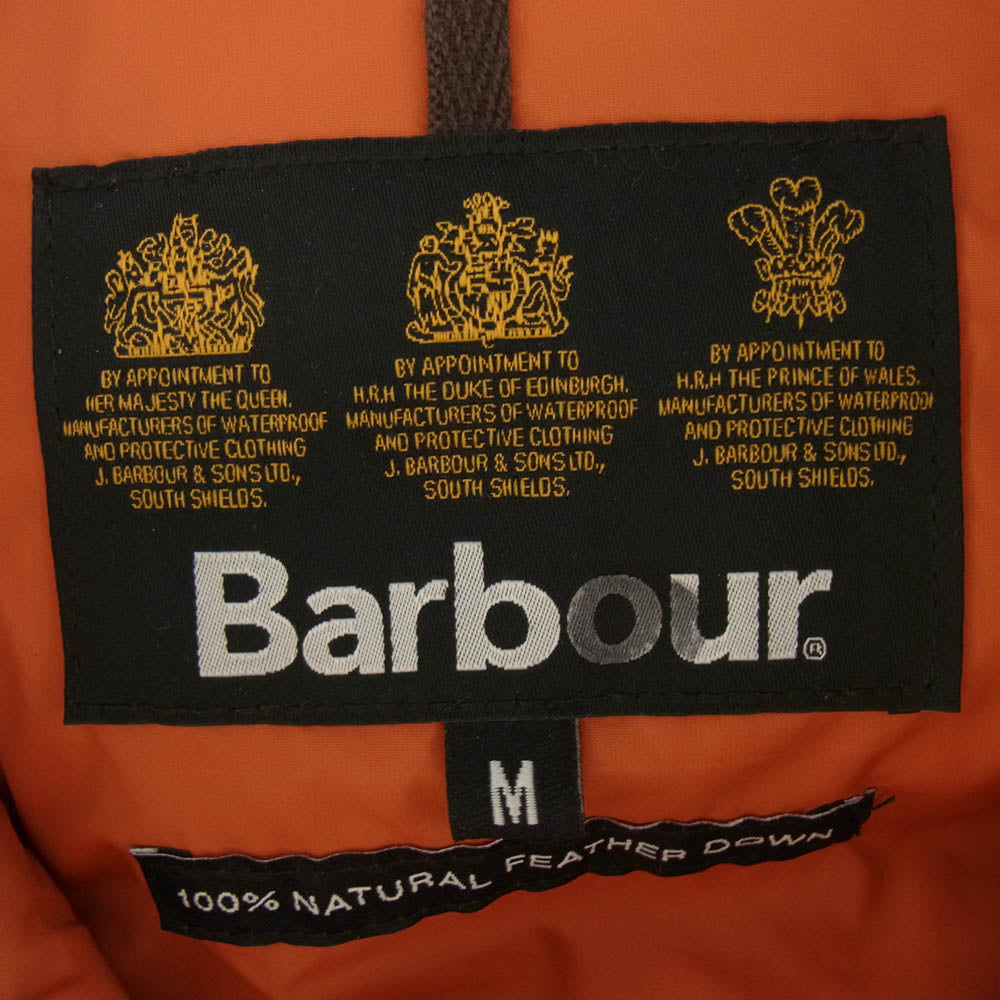 BY APPOINTMENT TO
HER MAJESTY THE QUEEN.
MANUFACTURERS OF WATERPROOF
AND PROTECTIVE CLOTHING
J. BARBOUR & SONS LTD.,
SOUTH SHIELDS.
BY APPOINTMENT TO
H.R.H THE DUKE OF EDINBURGH.
MANUFACTURERS OF WATERPROOF
AND PROTECTIVE CLOTHING
J. BARBOUR & SONS LTD.,
SOUTH SHIELDS.
BY APPOINTMENT TO
H.R.H THE PRINCE OF WALES.
MANUFACTURERS OF WATERPROOF
AND PROTECTIVE CLOTHING
J. BARBOUR & SONS LTD.,
SOUTH SHIELDS.
Barbour®
M
100% NATURAL FEATHER DOWN